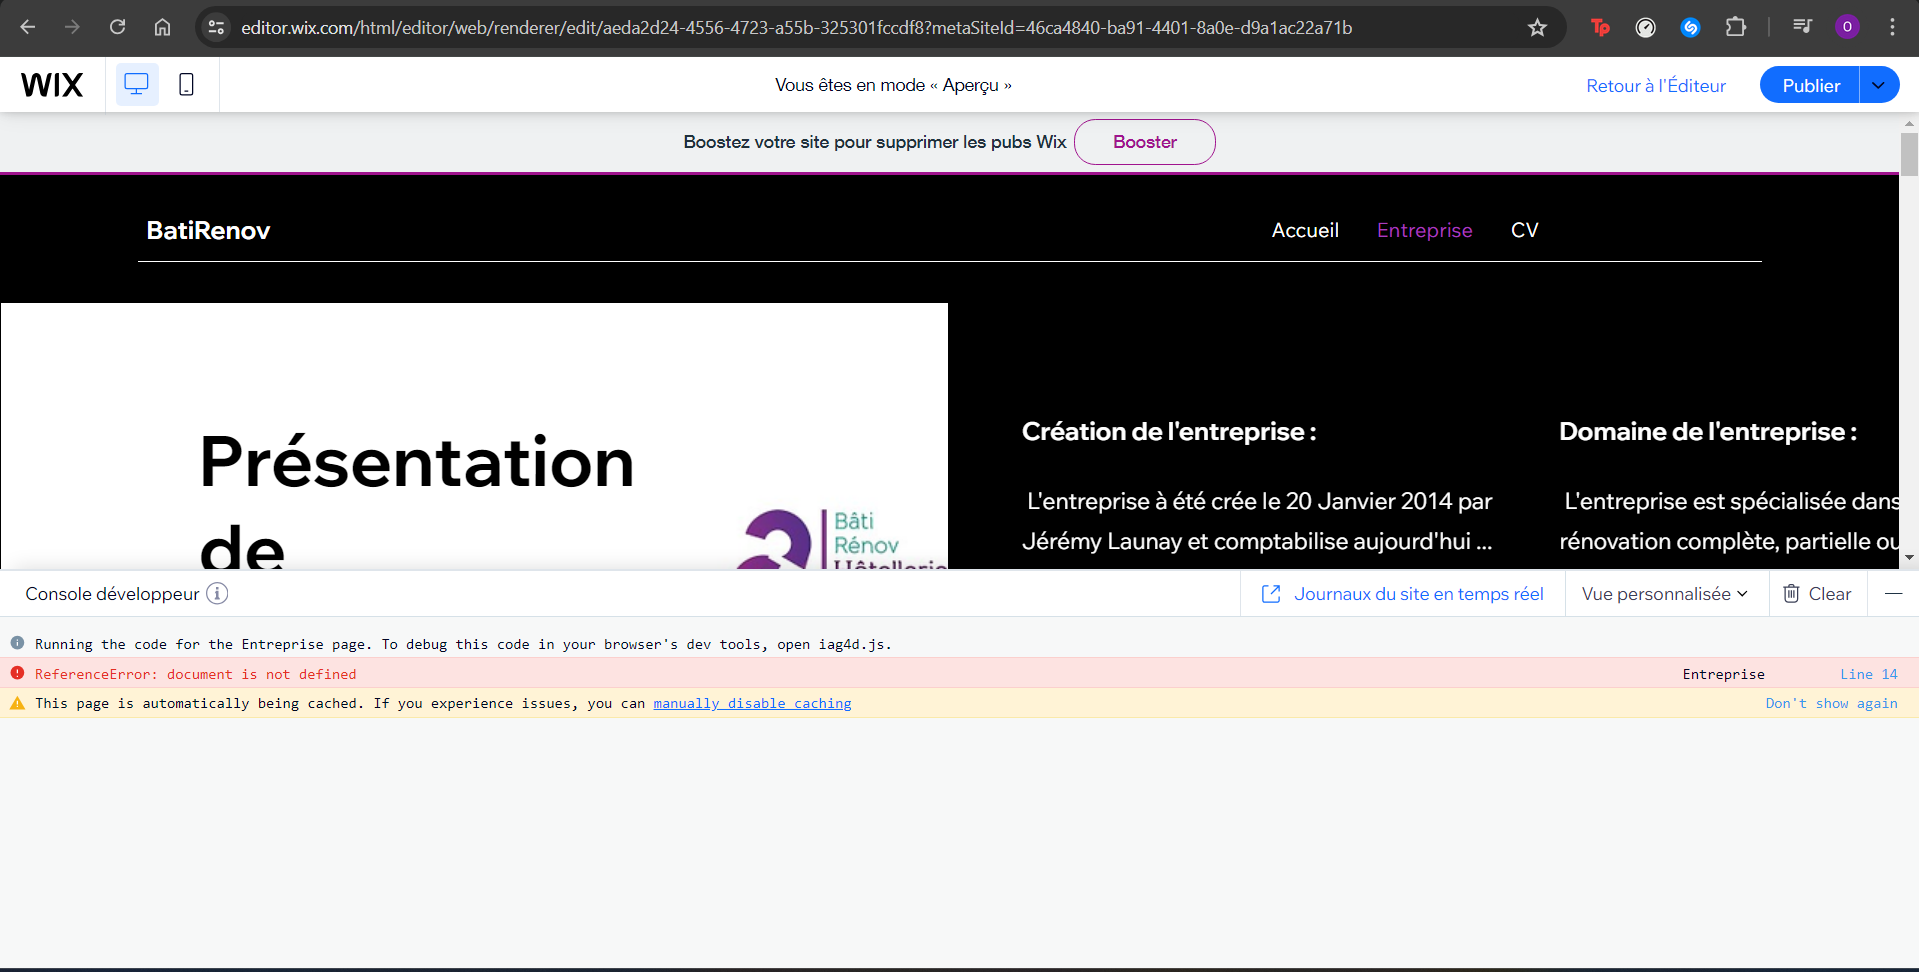 editor.wix.com/html/editor/web/renderer/edit/aeda2d24-4556-4723-a55b-325301fccdf8?metaSiteId=46ca4840-ba91-4401-8a0e-d9a1ac22a71b
Tp
O
WIX
Vous êtes en mode « Aperçu »
Retour à l'Éditeur
Publier
Boostez votre site pour supprimer les pubs Wix
Booster
BatiRenov
Accueil
Entreprise
CV
Présentation
de
Bâti
Rénov
Hôtellerie
Création de l'entreprise :
L'entreprise à été crée le 20 Janvier 2014 par
Jérémy Launay et comptabilise aujourd'hui ...
Domaine de l'entreprise :
L'entreprise est spécialisée dans
rénovation complète, partielle ou
Console développeur
Journaux du site en temps réel
Vue personnalisée
Clear
Running the code for the Entreprise page. To debug this code in your browser's dev tools, open iag4d.js.
ReferenceError: document is not defined
Entreprise
Line 14
This page is automatically being cached. If you experience issues, you can manually disable caching
Don't show again